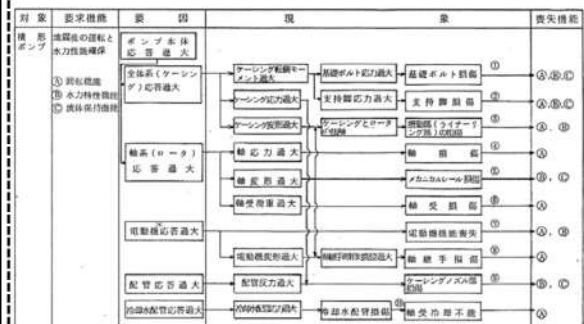 対 象 要求機能 要 因 現 象 喪失機能
横 形
ポンプ
地震後の運転と
水力性能確保
Ⓐ 回転機能
Ⓑ 水力特性機能
Ⓒ 流体保持機能
ポンプ本体
応答過大
全体系(ケーシン
グ)応答過大
ケーシング転倒モー
メント過大
基礎ボルト応力過大
基礎ボルト損傷
①
Ⓐ,Ⓑ,Ⓒ
支持脚応力過大
支持脚損傷
②
Ⓐ,Ⓑ,Ⓒ
ケーシング応力過大
ケーシング変形過大
ケーシングとロータ
摺動部(ライナーリ
ング部)の損傷
③
Ⓐ, Ⓑ
軸系(ロータ)
応 答 過 大
軸応力過大
軸 損 傷
④
Ⓐ
軸変形過大
メカニカルシール損傷
⑤
Ⓑ, Ⓒ
軸受荷重過大
軸受損傷
⑥
Ⓐ
電動機応答過大
電動機機能喪失
⑦
Ⓐ, Ⓑ
電動機変形過大
軸継手損傷
⑧
Ⓐ
配管応答過大
配管反力過大
ケーシングノズル部
損傷
⑨
Ⓑ, Ⓒ
冷却水配管応答過大
冷却水配管応力過大
冷却水配管損傷
⑩
軸受冷却不能
Ⓐ